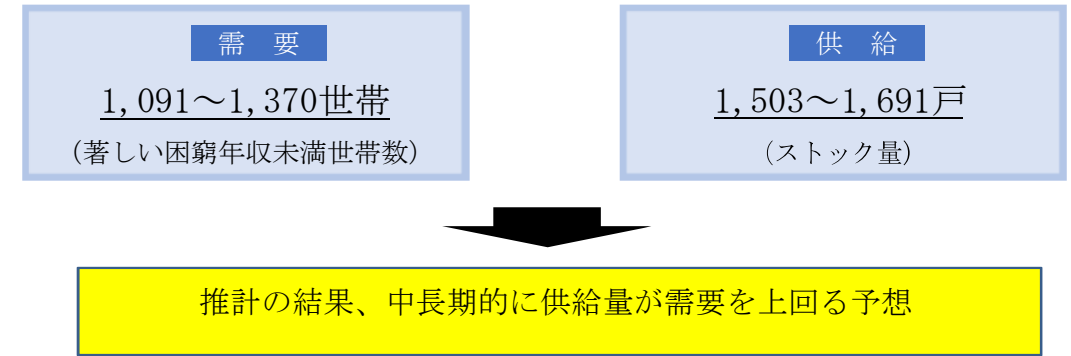 需　要
1,091～1,370世帯
（著しい困窮年収未満世帯数）
供　給
1,503～1,691戸
（ストック量）
推計の結果、中長期的に供給量が需要を上回る予想